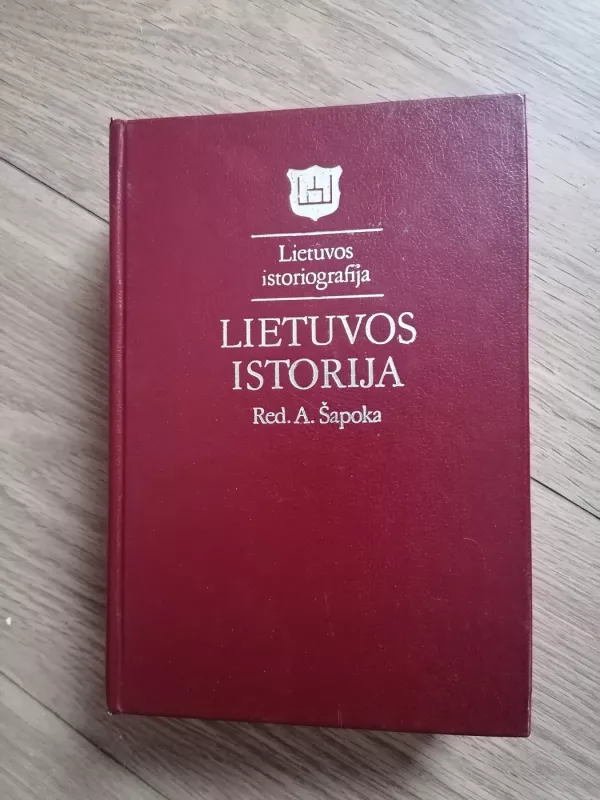 Lietuvos
istoriografija
LIETUVOS
ISTORIJA
Red. A. Šapoka